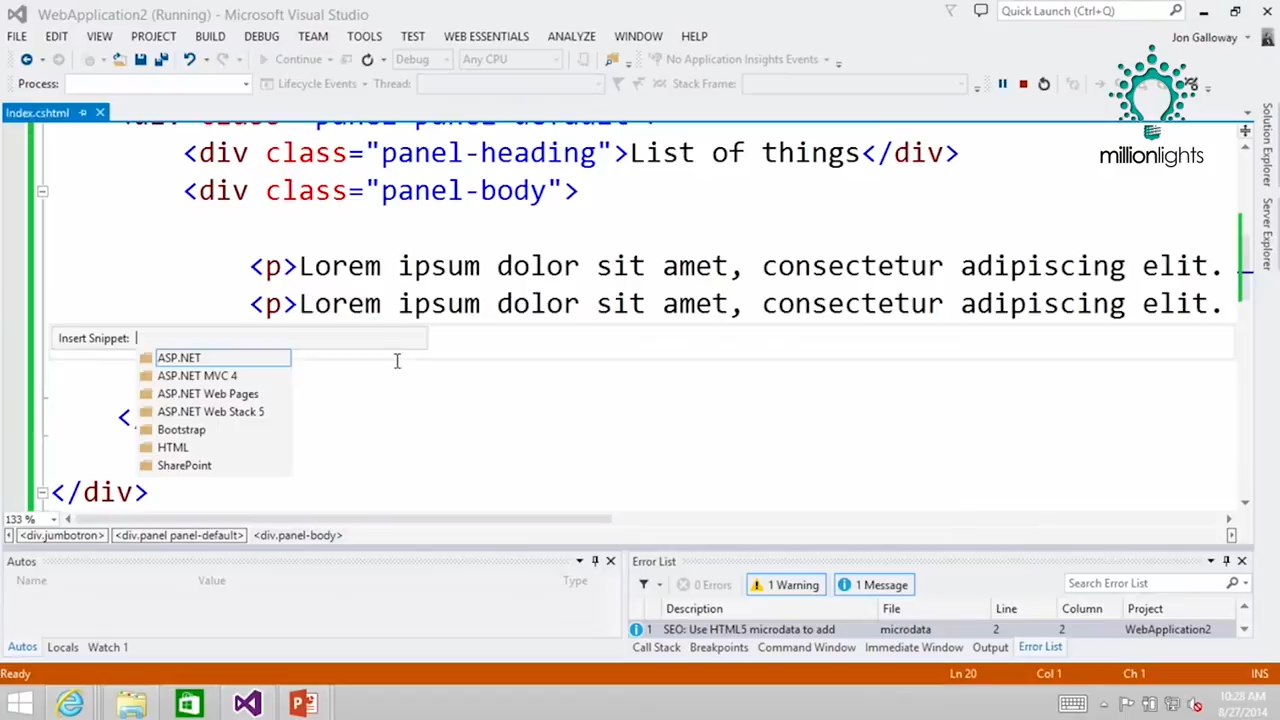 WebApplication2 (Running) - Microsoft Visual Studio
Quick Launch (Ctrl+Q)
FILE EDIT VIEW PROJECT BUILD DEBUG TEAM TOOLS TEST WEB ESSENTIALS ANALYZE WINDOW HELP
Jon Galloway
Continue Debug Any CPU No Application Insights Events
Process: Lifecycle Events Thread: Stack Frame:
Index.cshtml
millionlights
Solution Explorer
Server Explorer
<div class="panel-heading">List of things</div>
<div class="panel-body">
<p>Lorem ipsum dolor sit amet, consectetur adipiscing elit.
<p>Lorem ipsum dolor sit amet, consectetur adipiscing elit.
Insert Snippet:
ASP.NET
ASP.NET MVC 4
ASP.NET Web Pages
ASP.NET Web Stack 5
Bootstrap
HTML
SharePoint
<
</div>
133 %
<div.jumbotron> <div.panel panel-default> <div.panel-body>
Autos
Name Value Type
Autos Locals Watch 1
Error List
0 Errors 1 Warning 1 Message Search Error List
Description File Line Column Project
1 SEO: Use HTML5 microdata to add microdata 2 2 WebApplication2
Call Stack Breakpoints Command Window Immediate Window Output Error List
Ready Ln 20 Col 1 Ch 1 INS
10:28 AM
8/27/2014